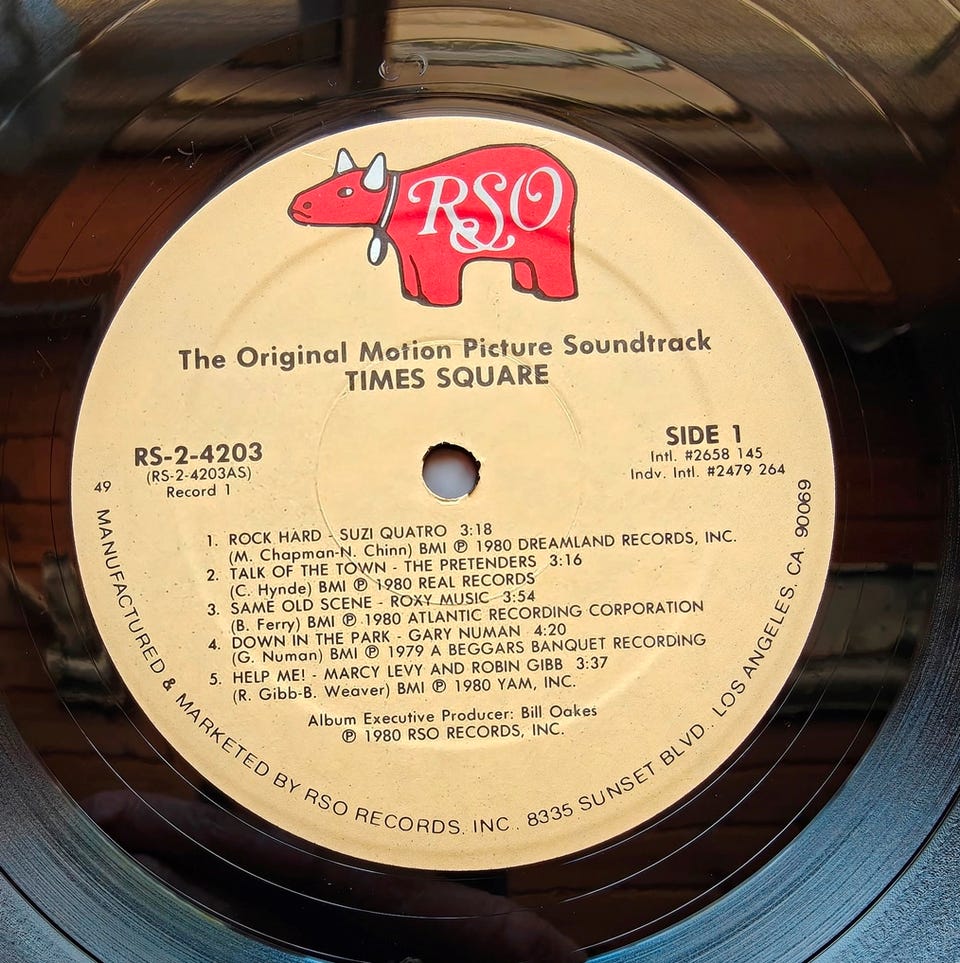 RSO
The Original Motion Picture Soundtrack
TIMES SQUARE
RS-2-4203
(RS-2-4203AS)
Record 1
SIDE 1
Intl. #2658 145
Indv. Intl. #2479 264
49
1. ROCK HARD - SUZI QUATRO 3:18
(M. Chapman-N. Chinn) BMI ℗ 1980 DREAMLAND RECORDS, INC.
2. TALK OF THE TOWN - THE PRETENDERS 3:16
(C. Hynde) BMI ℗ 1980 REAL RECORDS
3. SAME OLD SCENE - ROXY MUSIC 3:54
(B. Ferry) BMI ℗ 1980 ATLANTIC RECORDING CORPORATION
4. DOWN IN THE PARK - GARY NUMAN 4:20
(G. Numan) BMI ℗ 1979 A BEGGARS BANQUET RECORDING
5. HELP ME! - MARCY LEVY AND ROBIN GIBB 3:37
(R. Gibb-B. Weaver) BMI ℗ 1980 YAM, INC.
Album Executive Producer: Bill Oakes
℗ 1980 RSO RECORDS, INC.
MANUFACTURED & MARKETED BY RSO RECORDS, INC. 8335 SUNSET BLVD. LOS ANGELES, CA. 90069